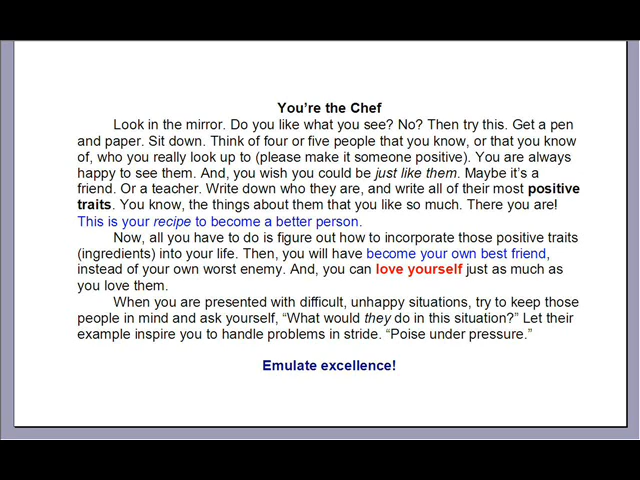 You're the Chef
Look in the mirror. Do you like what you see? No? Then try this. Get a pen
and paper. Sit down. Think of four or five people that you know, or that you know
of, who you really look up to (please make it someone positive). You are always
happy to see them. And, you wish you could be just like them. Maybe it's a
friend. Or a teacher. Write down who they are, and write all of their most positive
traits. You know, the things about them that you like so much. There you are!
This is your recipe to become a better person.
Now, all you have to do is figure out how to incorporate those positive traits
(ingredients) into your life. Then, you will have become your own best friend,
instead of your own worst enemy. And, you can love yourself just as much as
you love them.
When you are presented with difficult, unhappy situations, try to keep those
people in mind and ask yourself, “What would they do in this situation?” Let their
example inspire you to handle problems in stride. “Poise under pressure.”
Emulate excellence!